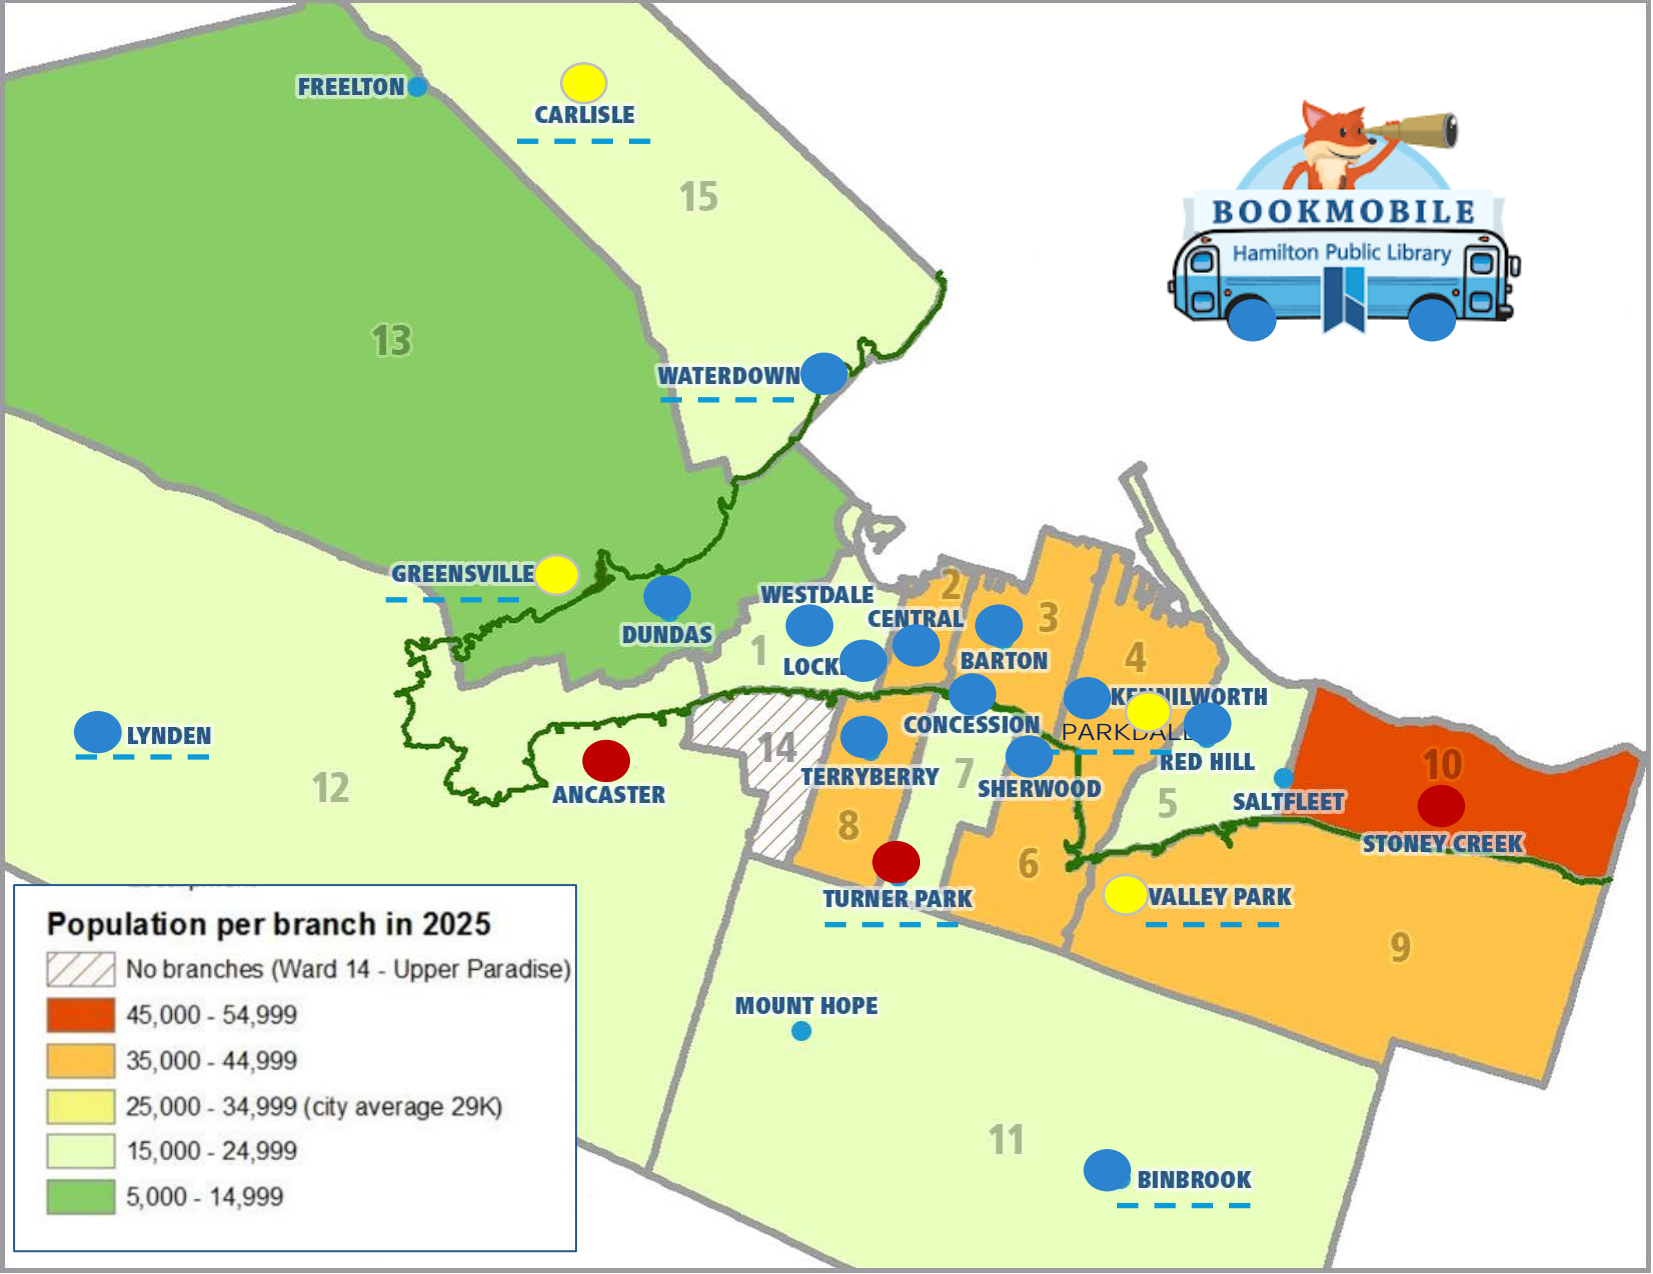 FREELTON
CARLISLE
15
BOOKMOBILE
Hamilton Public Library
13
WATERDOWN
GREENSVILLE
DUNDAS
WESTDALE
CENTRAL
2
3
1
BARTON
4
KENNILWORTH
LYNDEN
CONCESSION
PARKDALE
14
RED HILL
10
TERRYBERRY
7
SHERWOOD
12
ANCASTER
5
SALTFLEET
8
STONEY CREEK
6
TURNER PARK
VALLEY PARK
9
Population per branch in 2025
No branches (Ward 14 - Upper Paradise)
45,000 - 54,999
35,000 - 44,999
25,000 - 34,999 (city average 29K)
15,000 - 24,999
5,000 - 14,999
MOUNT HOPE
11
BINBROOK